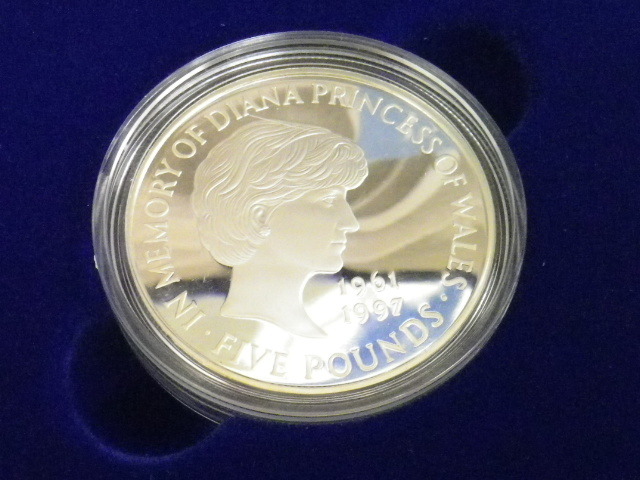 IN MEMORY OF DIANA PRINCESS OF WALES
1961
1997
· FIVE POUNDS ·